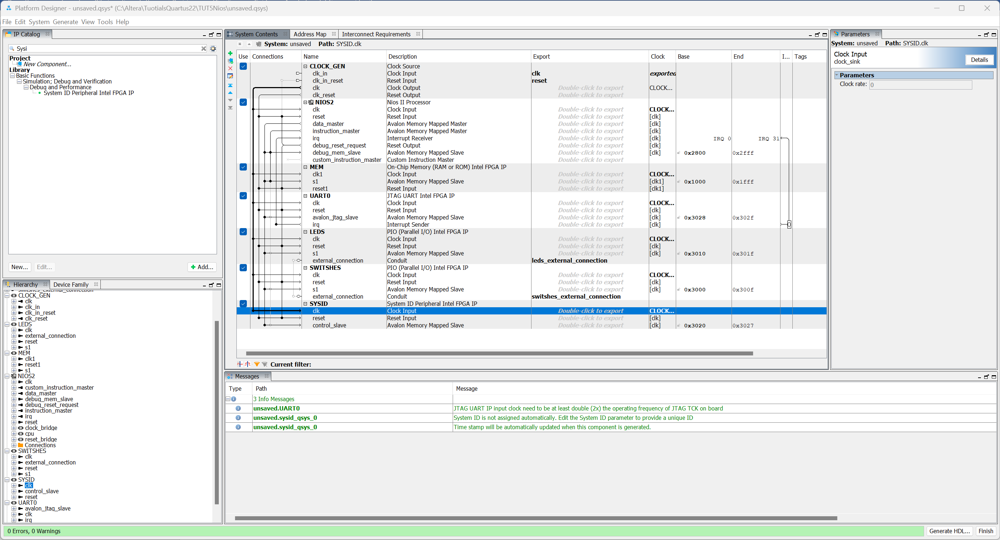 Platform Designer - unsaved.qsys* (C:\Altera\TuotialsQuartus22\TUT5Nios\unsaved.qsys)
File Edit System Generate View Tools Help
IP Catalog
Sysi
Project
New Component...
Library
Basic Functions
Simulation; Debug and Verification
Debug and Performance
System ID Peripheral Intel FPGA IP
New... Edit... Add...
Hierarchy Device Family
switshes_external_connection
CLOCK_GEN
clk
clk_in
clk_in_reset
clk_reset
LEDS
clk
external_connection
reset
s1
MEM
clk1
reset1
s1
NIOS2
clk
custom_instruction_master
data_master
debug_mem_slave
debug_reset_request
instruction_master
irq
reset
clock_bridge
cpu
reset_bridge
Connections
SWITSHES
clk
external_connection
reset
s1
SYSID
clk
control_slave
reset
UART0
avalon_jtag_slave
clk
irq
System Contents Address Map Interconnect Requirements
System: unsaved Path: SYSID.clk
Use Connections Name Description Export Clock Base End I... Tags
CLOCK_GEN Clock Source
clk_in Clock Input clk exported
clk_in_reset Reset Input reset
clk Clock Output Double-click to export CLOCK...
clk_reset Reset Output Double-click to export
NIOS2 Nios II Processor
clk Clock Input Double-click to export CLOCK...
reset Reset Input Double-click to export [clk]
data_master Avalon Memory Mapped Master Double-click to export [clk]
instruction_master Avalon Memory Mapped Master Double-click to export [clk]
irq Interrupt Receiver Double-click to export [clk] IRQ 0 IRQ 31
debug_reset_request Reset Output Double-click to export [clk]
debug_mem_slave Avalon Memory Mapped Slave Double-click to export [clk] 0x2800 0x2fff
custom_instruction_master Custom Instruction Master Double-click to export
MEM On-Chip Memory (RAM or ROM) Intel FPGA IP
clk1 Clock Input Double-click to export CLOCK...
s1 Avalon Memory Mapped Slave Double-click to export [clk1] 0x1000 0x1fff
reset1 Reset Input Double-click to export [clk1]
UART0 JTAG UART Intel FPGA IP
clk Clock Input Double-click to export CLOCK...
reset Reset Input Double-click to export [clk]
avalon_jtag_slave Avalon Memory Mapped Slave Double-click to export [clk] 0x3028 0x302f
irq Interrupt Sender Double-click to export [clk] 0
LEDS PIO (Parallel I/O) Intel FPGA IP
clk Clock Input Double-click to export CLOCK...
reset Reset Input Double-click to export [clk]
s1 Avalon Memory Mapped Slave Double-click to export [clk] 0x3010 0x301f
external_connection Conduit leds_external_connection
SWITSHES PIO (Parallel I/O) Intel FPGA IP
clk Clock Input Double-click to export CLOCK...
reset Reset Input Double-click to export [clk]
s1 Avalon Memory Mapped Slave Double-click to export [clk] 0x3000 0x300f
external_connection Conduit switshes_external_connection
SYSID System ID Peripheral Intel FPGA IP
clk Clock Input Double-click to export CLOCK...
reset Reset Input Double-click to export [clk]
control_slave Avalon Memory Mapped Slave Double-click to export [clk] 0x3020 0x3027
Current filter:
Messages
Type Path Message
3 Info Messages
unsaved.UART0 JTAG UART IP input clock need to be at least double (2x) the operating frequency of JTAG TCK on board
unsaved.sysid_qsys_0 System ID is not assigned automatically. Edit the System ID parameter to provide a unique ID
unsaved.sysid_qsys_0 Time stamp will be automatically updated when this component is generated.
Parameters
System: unsaved Path: SYSID.clk
Clock Input
clock_sink
Details
Parameters
Clock rate: 0
0 Errors, 0 Warnings
Generate HDL... Finish